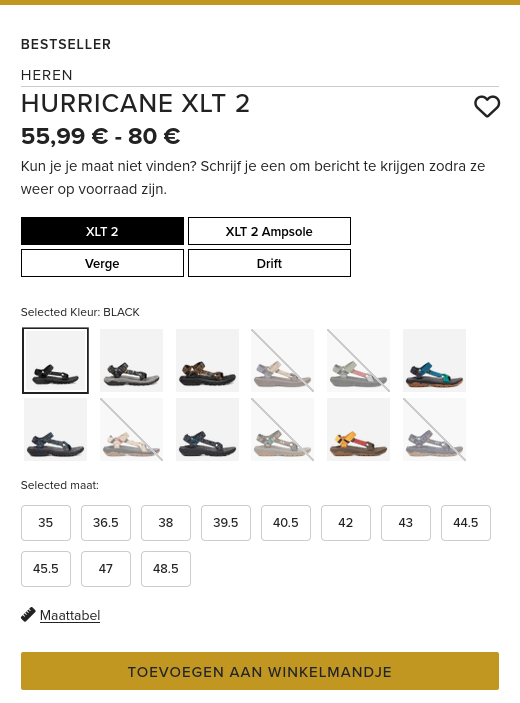 BESTSELLER
HEREN
HURRICANE XLT 2
55,99 € - 80 €
Kun je je maat niet vinden? Schrijf je een om bericht te krijgen zodra ze
weer op voorraad zijn.
XLT 2 XLT 2 Ampsole
Verge Drift
Selected Kleur: BLACK
Selected maat:
35 36.5 38 39.5 40.5 42 43 44.5
45.5 47 48.5
Maattabel
TOEVOEGEN AAN WINKELMANDJE